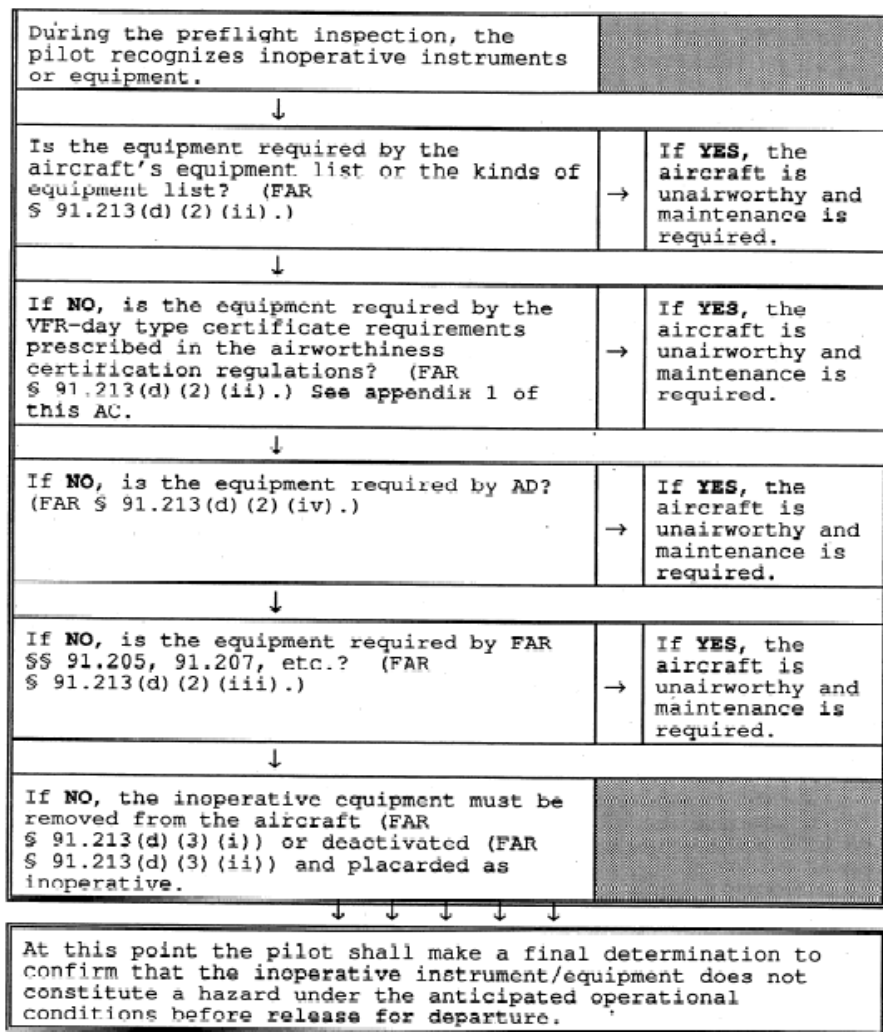 During the preflight inspection, the
pilot recognizes inoperative instruments
or equipment.
↓
Is the equipment required by the
aircraft's equipment list or the kinds of
equipment list? (FAR
§ 91.213(d)(2)(ii).)
→
If YES, the
aircraft is
unairworthy and
maintenance is
required.
↓
If NO, is the equipment required by the
VFR-day type certificate requirements
prescribed in the airworthiness
certification regulations? (FAR
§ 91.213(d)(2)(ii).) See appendix 1 of
this AC.
→
If YES, the
aircraft is
unairworthy and
maintenance is
required.
↓
If NO, is the equipment required by AD?
(FAR § 91.213(d)(2)(iv).)
→
If YES, the
aircraft is
unairworthy and
maintenance is
required.
↓
If NO, is the equipment required by FAR
§§ 91.205, 91.207, etc.? (FAR
§ 91.213(d)(2)(iii).)
→
If YES, the
aircraft is
unairworthy and
maintenance is
required.
↓
If NO, the inoperative equipment must be
removed from the aircraft (FAR
§ 91.213(d)(3)(i)) or deactivated (FAR
§ 91.213(d)(3)(ii)) and placarded as
inoperative.
↓ ↓ ↓ ↓ ↓
At this point the pilot shall make a final determination to
confirm that the inoperative instrument/equipment does not
constitute a hazard under the anticipated operational
conditions before release for departure.